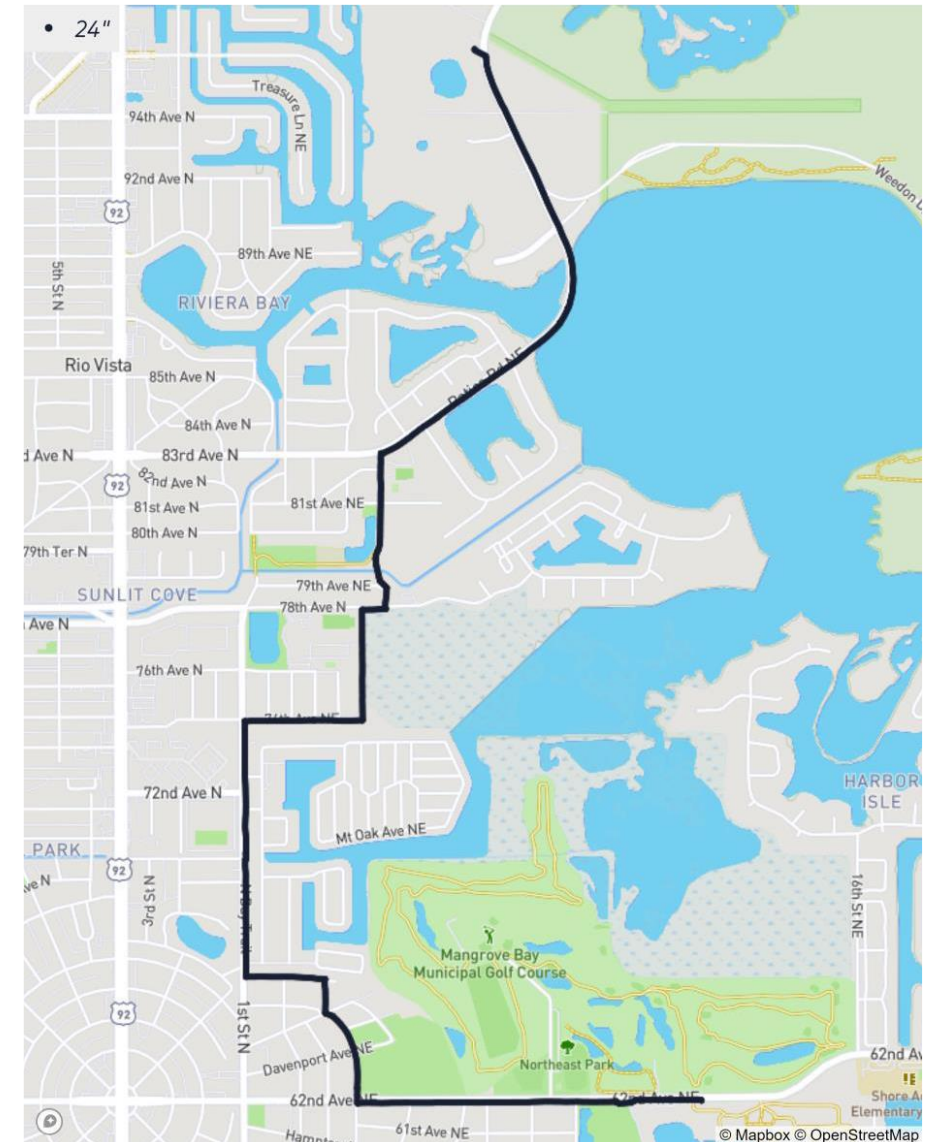 • 24"
Treasure Ln NE
94th Ave N
92nd Ave N
Weedon
92
89th Ave NE
5th St N
RIVIERA BAY
Rio Vista
85th Ave N
84th Ave N
Ave N
83rd Ave N
82nd Ave N
92
81st Ave N
81st Ave NE
80th Ave N
79th Ter N
79th Ave NE
SUNLIT COVE
78th Ave N
Ave N
76th Ave N
72nd Ave N
HARBOR
ISLE
Mt Oak Ave NE
PARK
92
3rd St N
16th St NE
Mangrove Bay
Municipal Golf Course
92
1st St N
Davenport Ave NE
Northeast Park
62nd Av
62nd Ave NE
62nd Ave NE
Shore A
Elementary
61st Ave NE
© Mapbox © OpenStreetMap